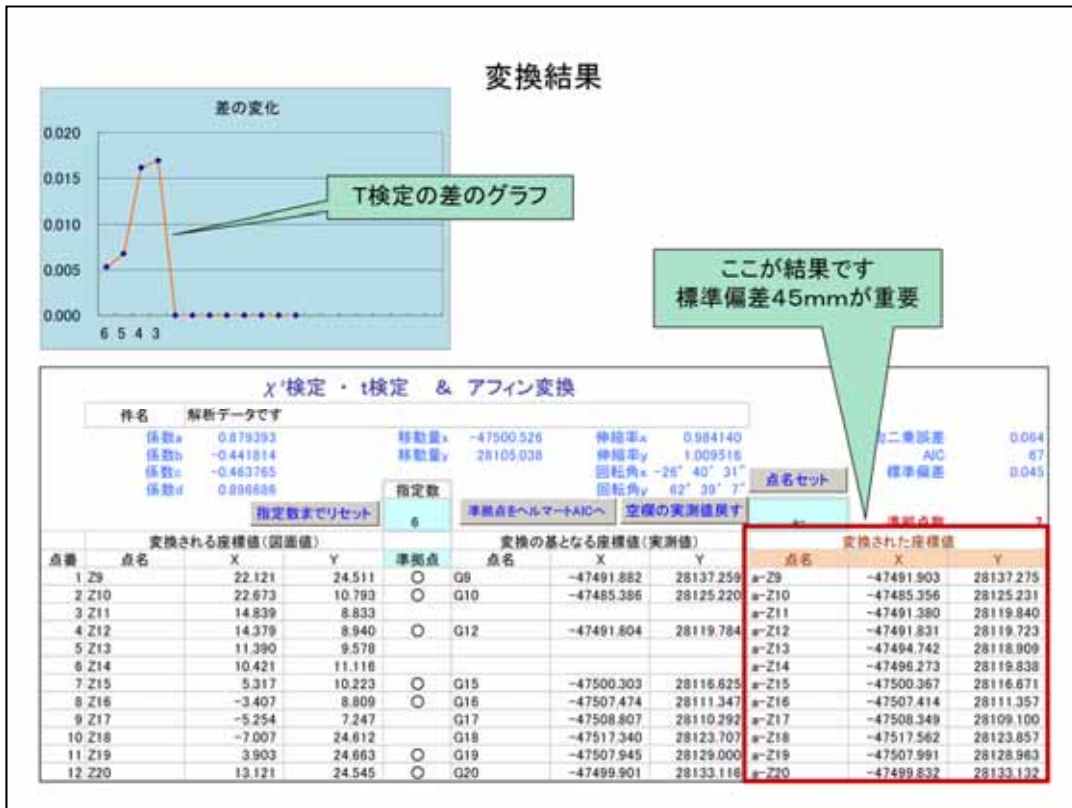 変換結果
差の変化
0.020
0.015
0.010
0.005
0.000
6 5 4 3
T検定の差のグラフ
ここが結果です
標準偏差45mmが重要
χ²検定 ・ t検定 & アフィン変換
件名 解析データです
係数a 0.879393 移動量x -47500.526 伸縮率x 0.984140 二乗誤差 0.064
係数b -0.441814 移動量y 28105.038 伸縮率y 1.009516 AIC 67
係数c -0.463765 回転角x -26° 40′ 31″ 標準偏差 0.045
係数d 0.896686 回転角y 62° 39′ 7″ 点名セット
指定数
指定数までリセット 6 準拠点をヘルマートAICへ 空欄の実測値戻す 準拠点数 7
変換される座標値(図面値) 変換の基となる座標値(実測値) 変換された座標値
点番 点名 X Y 準拠点 点名 X Y 点名 X Y
1 Z9 22.121 24.511 ○ G9 -47491.882 28137.259 a-Z9 -47491.903 28137.275
2 Z10 22.673 10.793 ○ G10 -47485.386 28125.220 a-Z10 -47485.356 28125.231
3 Z11 14.839 8.833 a-Z11 -47491.380 28119.840
4 Z12 14.379 8.940 ○ G12 -47491.804 28119.784 a-Z12 -47491.831 28119.723
5 Z13 11.390 9.578 a-Z13 -47494.742 28118.909
6 Z14 10.421 11.116 a-Z14 -47496.273 28119.838
7 Z15 5.317 10.223 ○ G15 -47500.303 28116.625 a-Z15 -47500.367 28116.671
8 Z16 -3.407 8.809 ○ G16 -47507.474 28111.347 a-Z16 -47507.414 28111.357
9 Z17 -5.254 7.247 G17 -47508.807 28110.292 a-Z17 -47508.349 28109.100
10 Z18 -7.007 24.612 G18 -47517.340 28123.707 a-Z18 -47517.562 28123.857
11 Z19 3.903 24.663 ○ G19 -47507.945 28129.000 a-Z19 -47507.991 28128.963
12 Z20 13.121 24.545 ○ G20 -47499.901 28133.116 a-Z20 -47499.832 28133.132